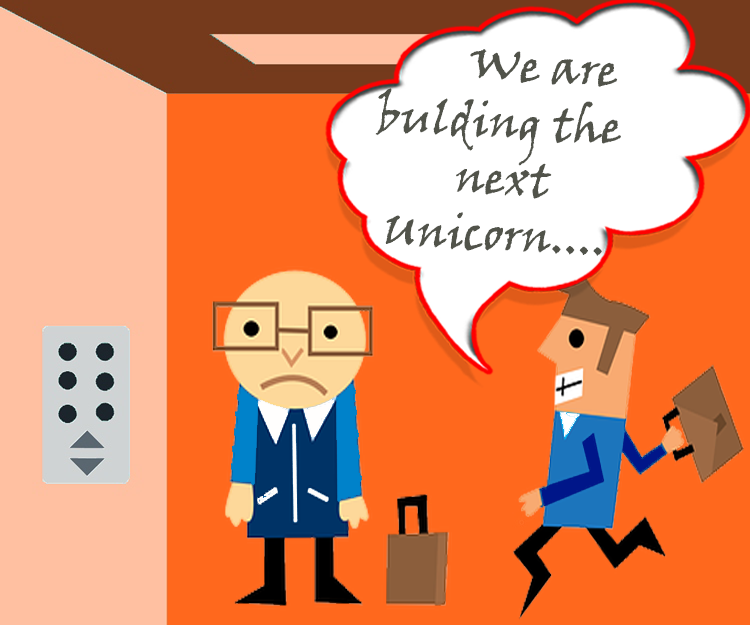 We are
bulding the
next
unicorn....